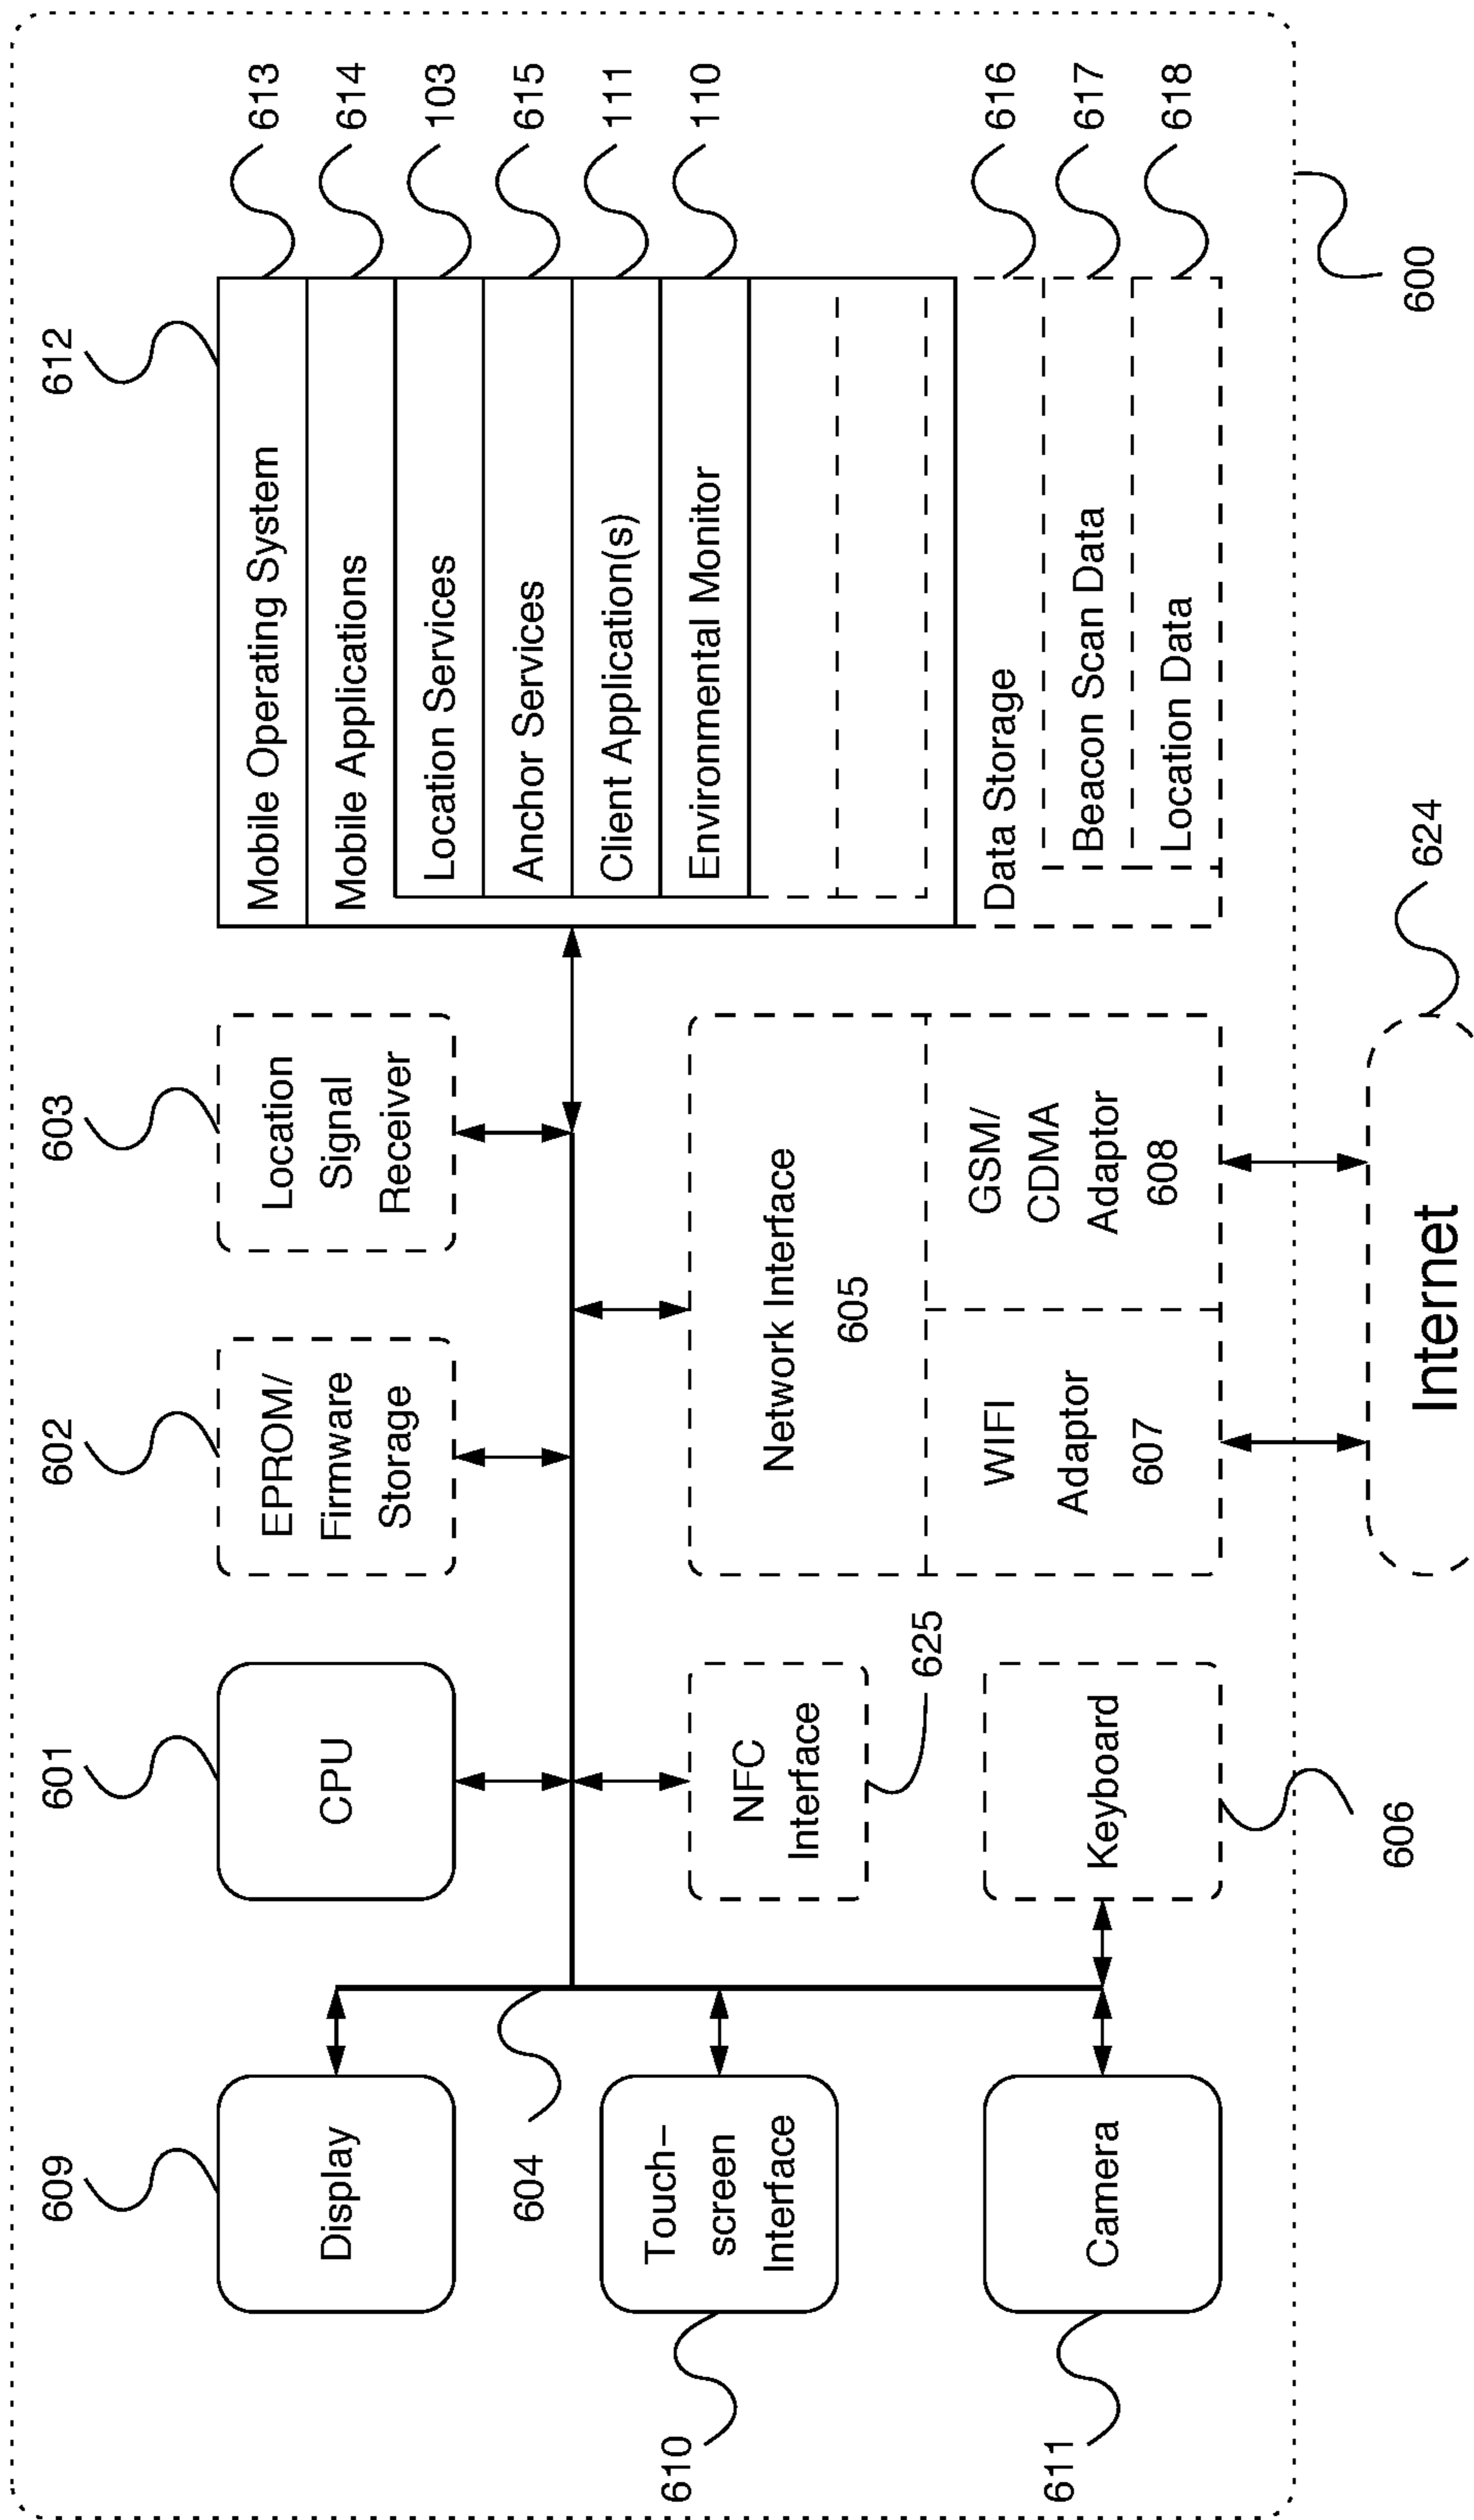 609
601
602
603
612
Display
CPU
EPROM/
Firmware
Storage
Location
Signal
Receiver
Mobile Operating System
613
Mobile Applications
614
Location Services
103
604
Anchor Services
615
Client Application(s)
111
Environmental Monitor
110
610
Touch–
screen
Interface
NFC
Interface
625
Network Interface
605
WIFI
Adaptor
607
GSM/
CDMA
Adaptor
608
Data Storage
616
Beacon Scan Data
617
Location Data
618
611
Camera
Keyboard
606
Internet
624
600